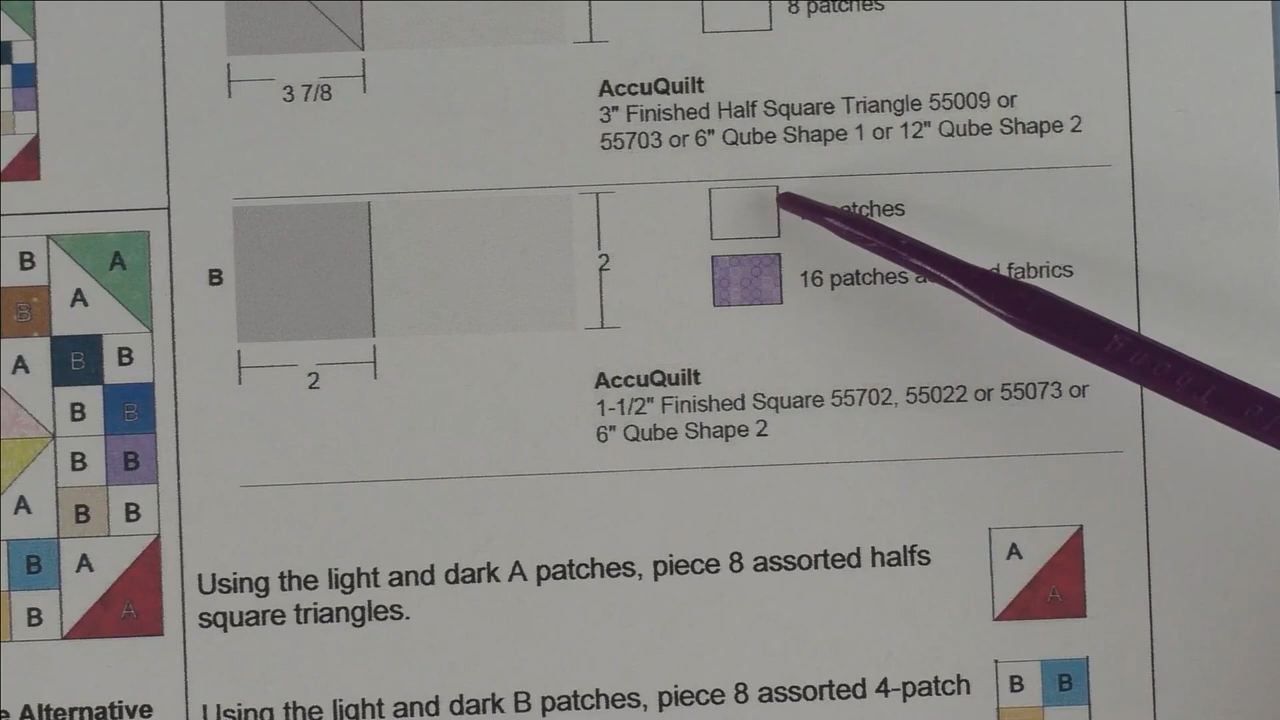 8 patches
3 7/8
AccuQuilt
3" Finished Half Square Triangle 55009 or
55703 or 6" Qube Shape 1 or 12" Qube Shape 2
B
2
2
16 patches fabrics
AccuQuilt
1-1/2" Finished Square 55702, 55022 or 55073 or
6" Qube Shape 2
B A
B A
A B B
B B
B B
A B B
B A
B A
Using the light and dark A patches, piece 8 assorted halfs
square triangles.
A
A
Alternative
Using the light and dark B patches, piece 8 assorted 4-patch
B B